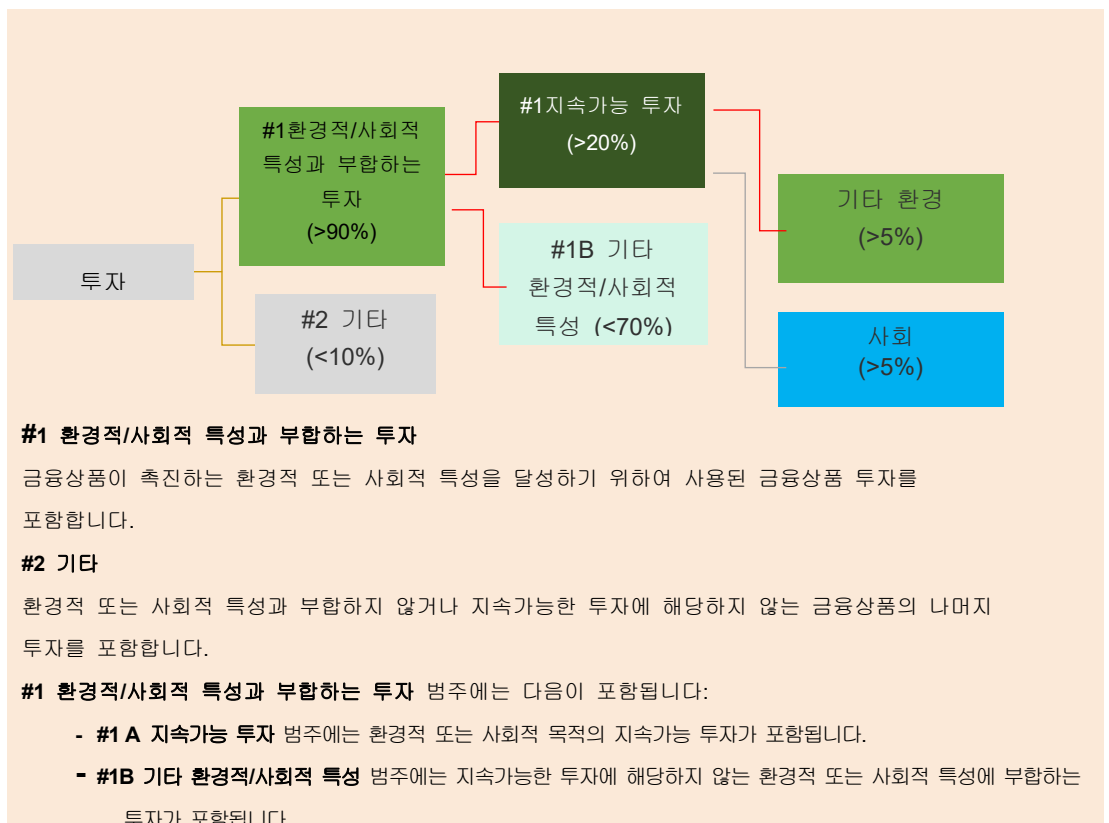 #1지속가능 투자
(>20%)
#1환경적/사회적
특성과 부합하는
투자
(>90%)
기타 환경
(>5%)
#1B 기타
환경적/사회적
특성 (<70%)
투자
#2 기타
(<10%)
사회
(>5%)
#1 환경적/사회적 특성과 부합하는 투자
금융상품이 촉진하는 환경적 또는 사회적 특성을 달성하기 위하여 사용된 금융상품 투자를
포함합니다.
#2 기타
환경적 또는 사회적 특성과 부합하지 않거나 지속가능한 투자에 해당하지 않는 금융상품의 나머지
투자를 포함합니다.
#1 환경적/사회적 특성과 부합하는 투자 범주에는 다음이 포함됩니다:
- #1 A 지속가능 투자 범주에는 환경적 또는 사회적 목적의 지속가능 투자가 포함됩니다.
- #1B 기타 환경적/사회적 특성 범주에는 지속가능한 투자에 해당하지 않는 환경적 또는 사회적 특성에 부합하는
투자가 포함됩니다